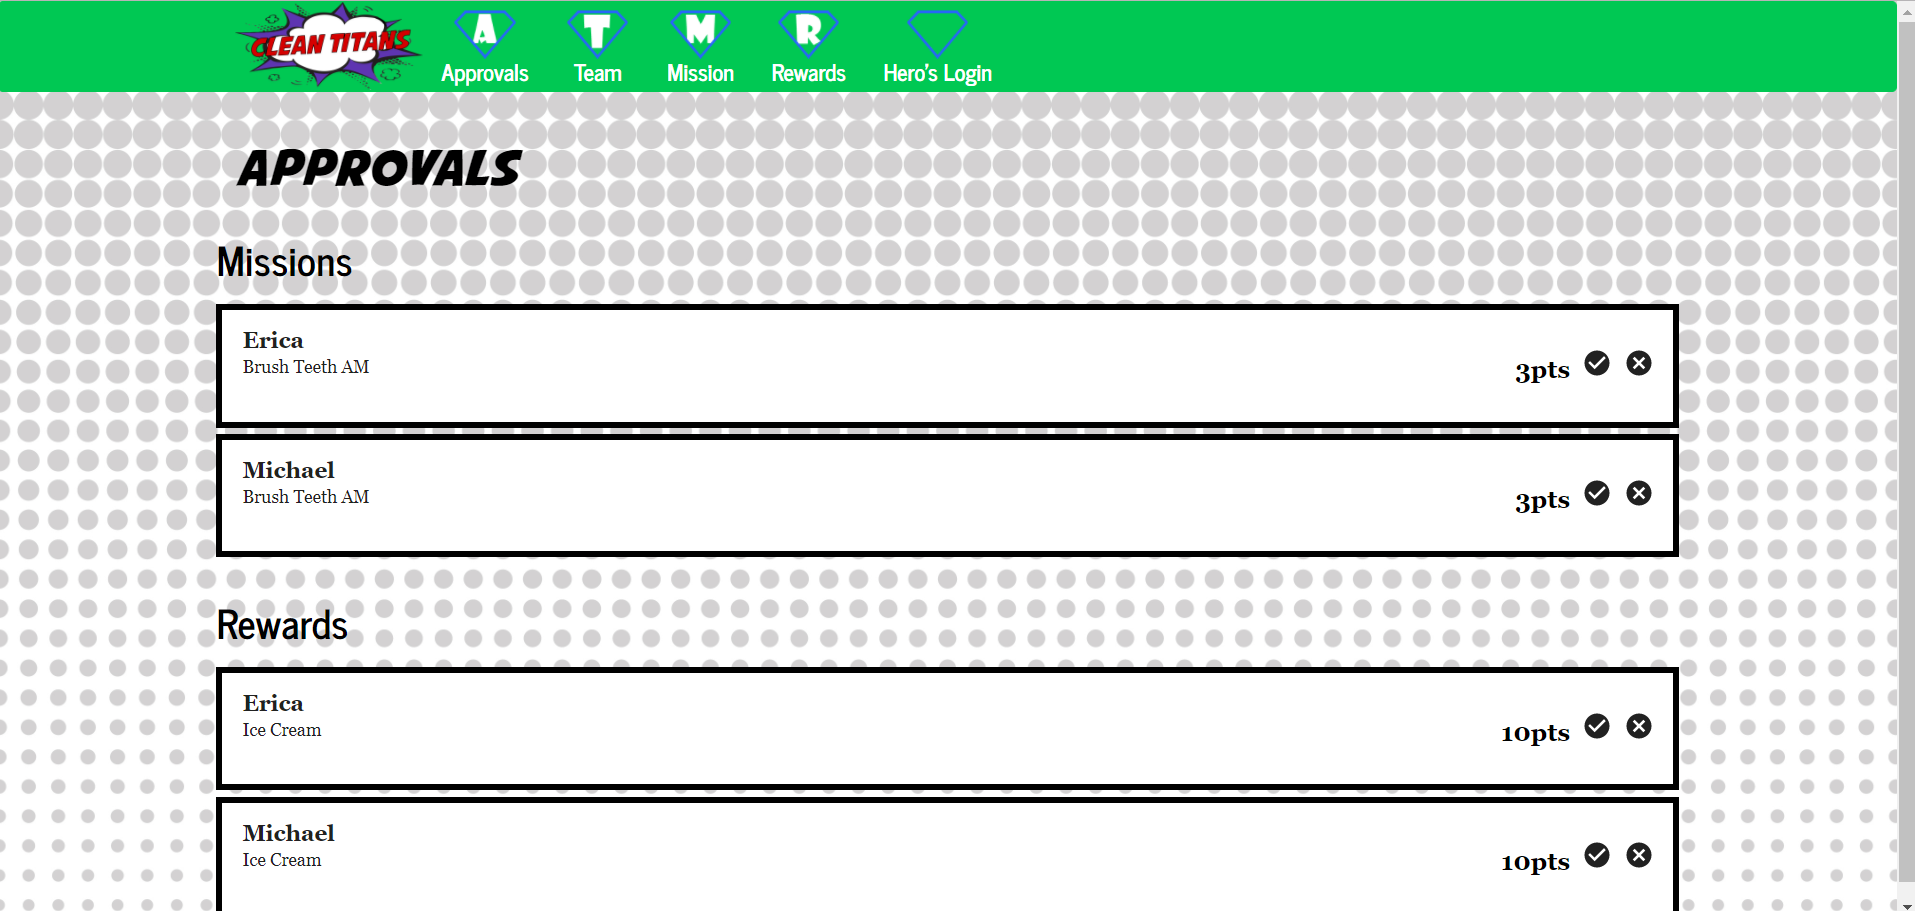 CLEAN TITANS
A T M R
Approvals Team Mission Rewards Hero's Login
APPROVALS
Missions
Erica
Brush Teeth AM
3pts
Michael
Brush Teeth AM
3pts
Rewards
Erica
Ice Cream
10pts
Michael
Ice Cream
10pts